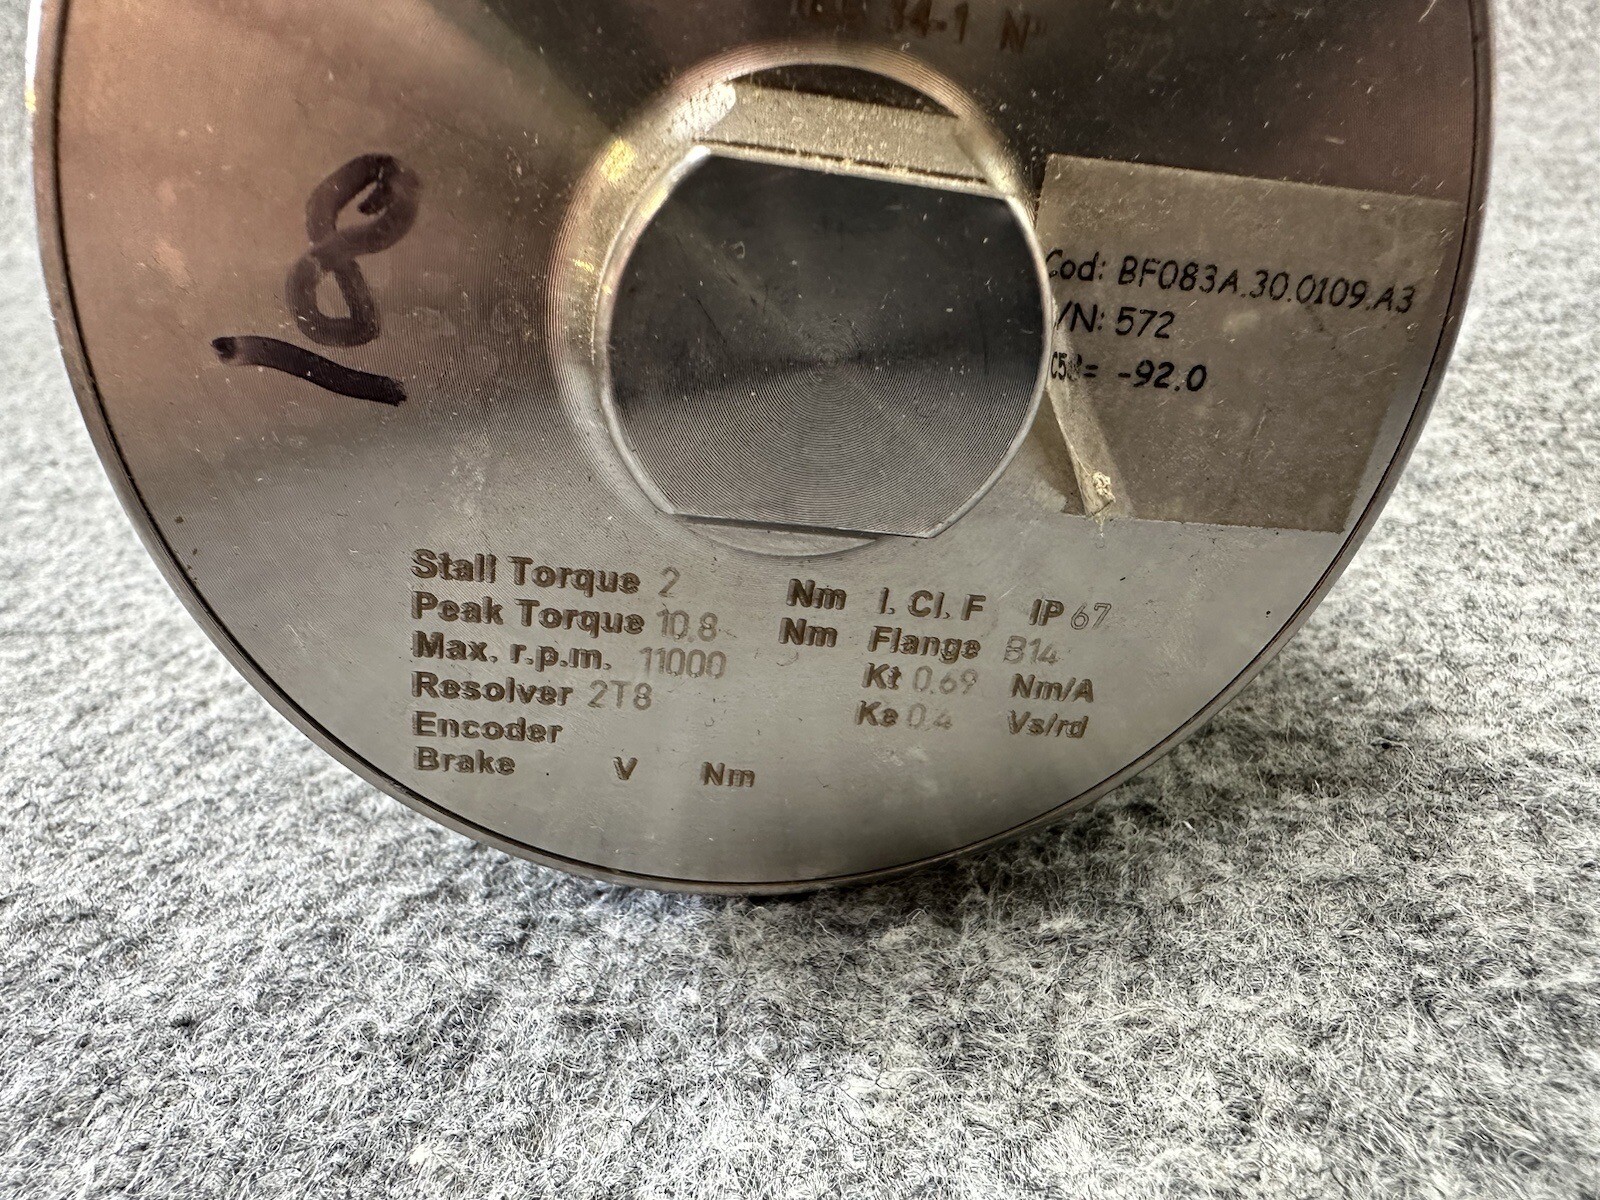 34-1 N°
18
Cod: BF083A.30.0109.A3
/N: 572
= -92.0
Stall Torque 2 Nm I. Cl. F IP 67
Peak Torque 10,8 Nm Flange B14
Max. r.p.m. 11000 Kt 0.69 Nm/A
Resolver 2T8 Ke 0.4 Vs/rd
Encoder
Brake V Nm